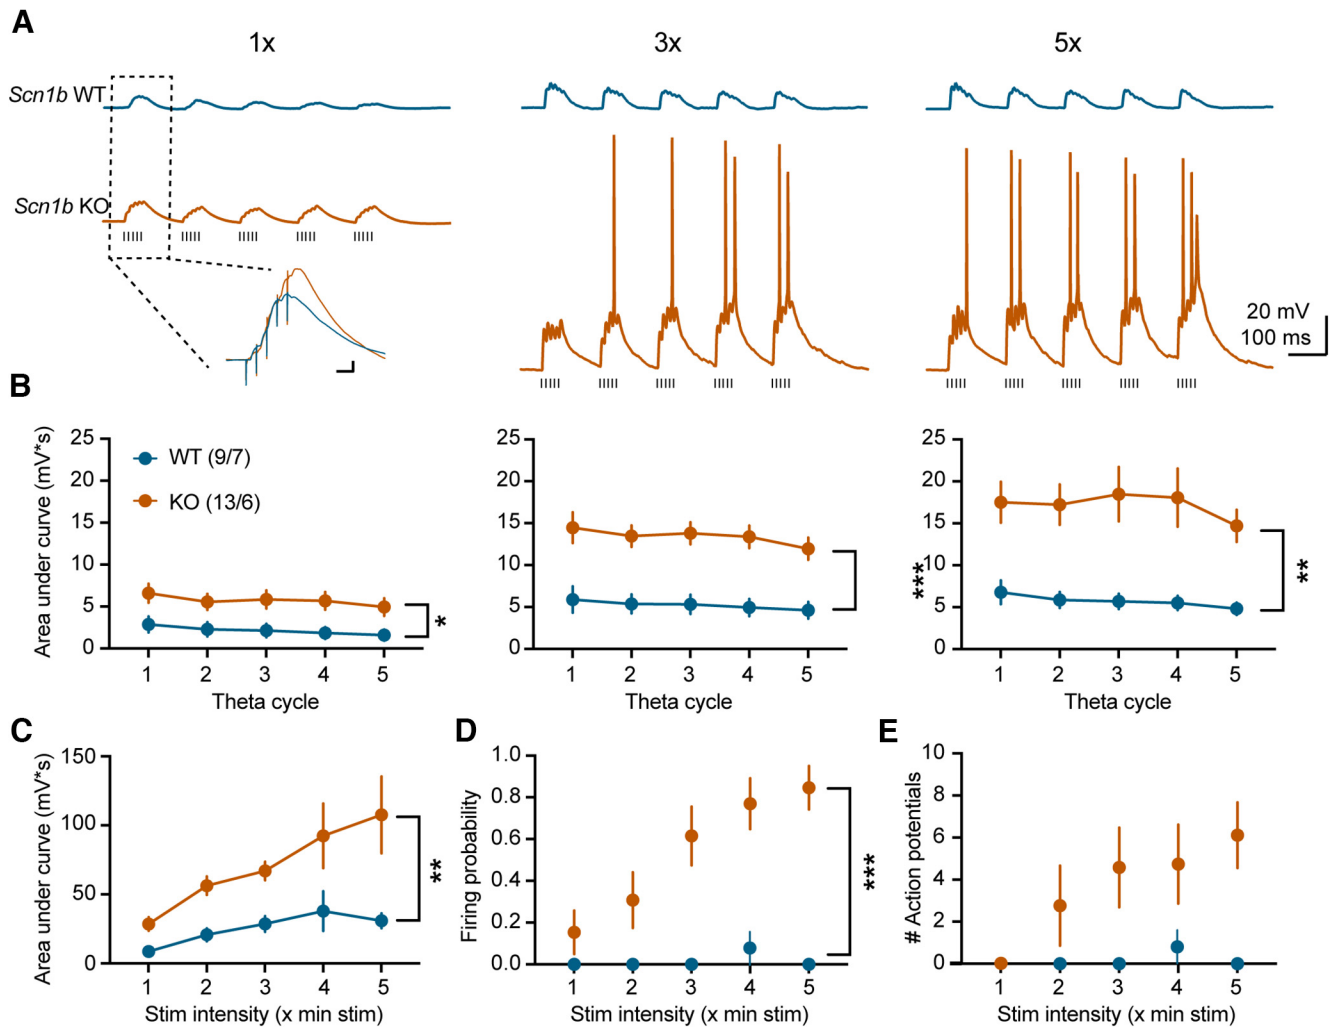 A
1x
3x
5x
Scn1b WT
Scn1b KO
20 mV
100 ms
B
Area under curve (mV*s)
25
20
15
10
5
0
WT (9/7)
KO (13/6)
*
1 2 3 4 5
Theta cycle
25
20
15
10
5
0
***
1 2 3 4 5
Theta cycle
25
20
15
10
5
0
**
1 2 3 4 5
Theta cycle
C
Area under curve (mV*s)
150
100
50
0
**
1 2 3 4 5
Stim intensity (x min stim)
D
Firing probability
1.0
0.8
0.6
0.4
0.2
0.0
***
1 2 3 4 5
Stim intensity (x min stim)
E
# Action potentials
10
8
6
4
2
0
1 2 3 4 5
Stim intensity (x min stim)